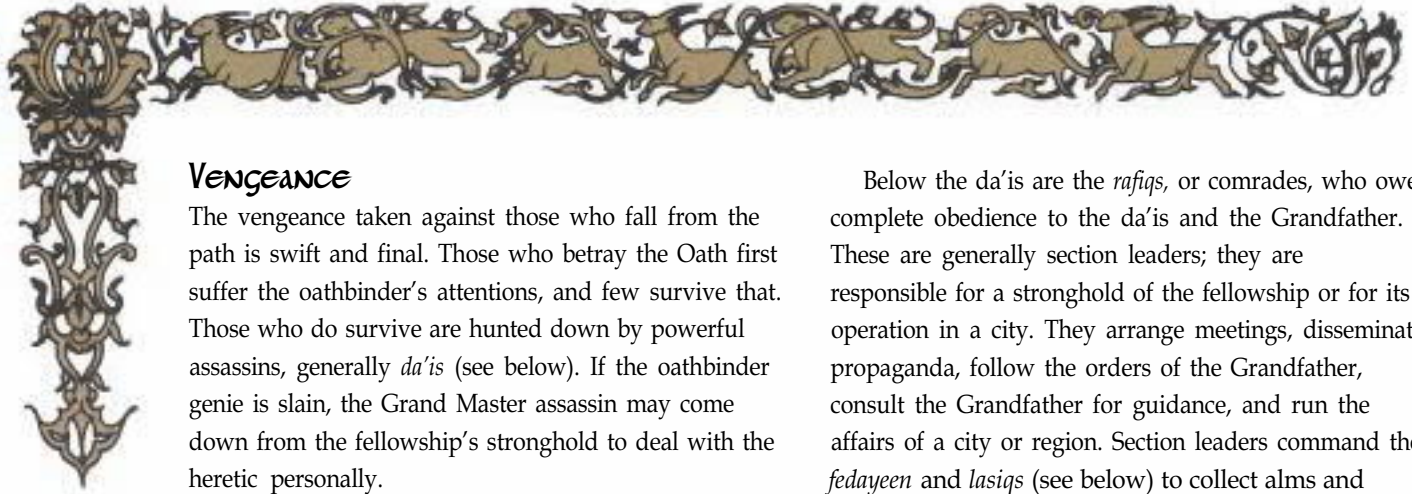 Vengeance
The vengeance taken against those who fall from the
path is swift and final. Those who betray the Oath first
suffer the oathbinder's attentions, and few survive that.
Those who do survive are hunted down by powerful
assassins, generally da'is (see below). If the oathbinder
genie is slain, the Grand Master assassin may come
down from the fellowship's stronghold to deal with the
heretic personally.
Below the da'is are the rafiqs, or comrades, who owe
complete obedience to the da'is and the Grandfather.
These are generally section leaders; they are
responsible for a stronghold of the fellowship or for its
operation in a city. They arrange meetings, disseminat
propaganda, follow the orders of the Grandfather,
consult the Grandfather for guidance, and run the
affairs of a city or region. Section leaders command the
fedayeen and lasiqs (see below) to collect alms and